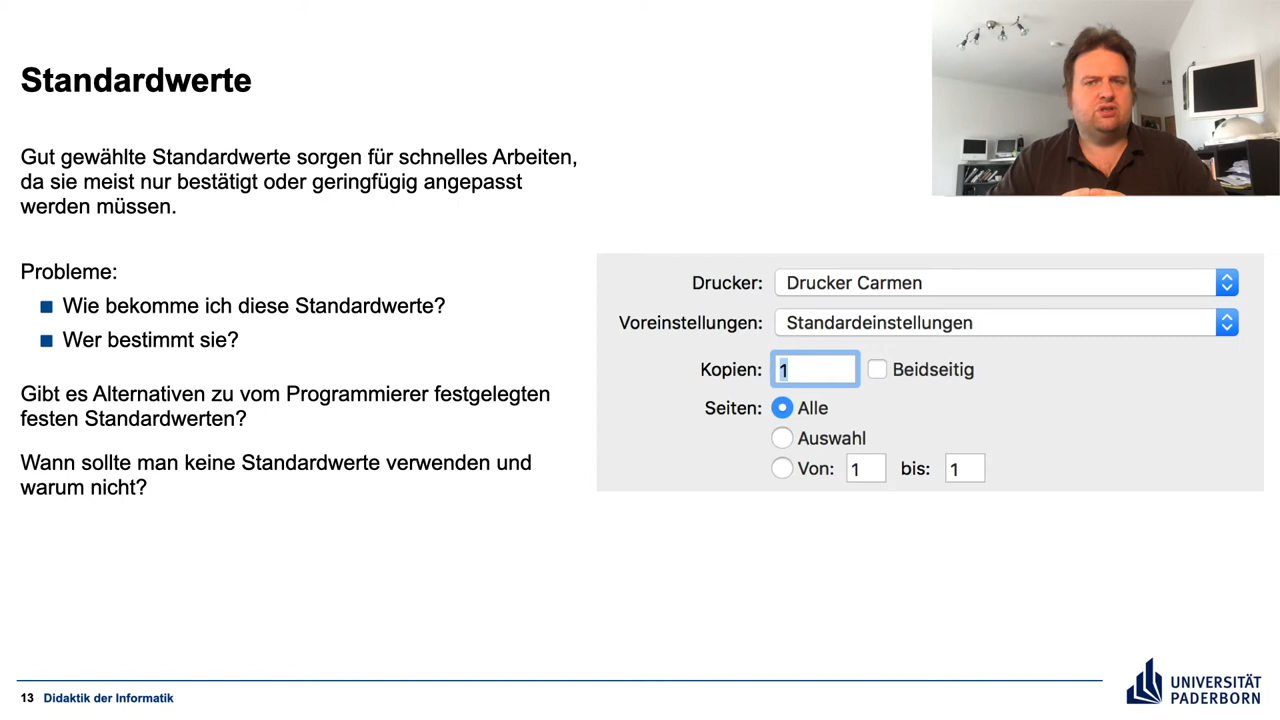 Standardwerte
Gut gewählte Standardwerte sorgen für schnelles Arbeiten,
da sie meist nur bestätigt oder geringfügig angepasst
werden müssen.
Probleme:
Wie bekomme ich diese Standardwerte?
Wer bestimmt sie?
Gibt es Alternativen zu vom Programmierer festgelegten
festen Standardwerten?
Wann sollte man keine Standardwerte verwenden und
warum nicht?
Drucker: Drucker Carmen
Voreinstellungen: Standardeinstellungen
Kopien: 1 Beidseitig
Seiten: Alle
Auswahl
Von: 1 bis: 1
13 Didaktik der Informatik
UNIVERSITÄT
PADERBORN